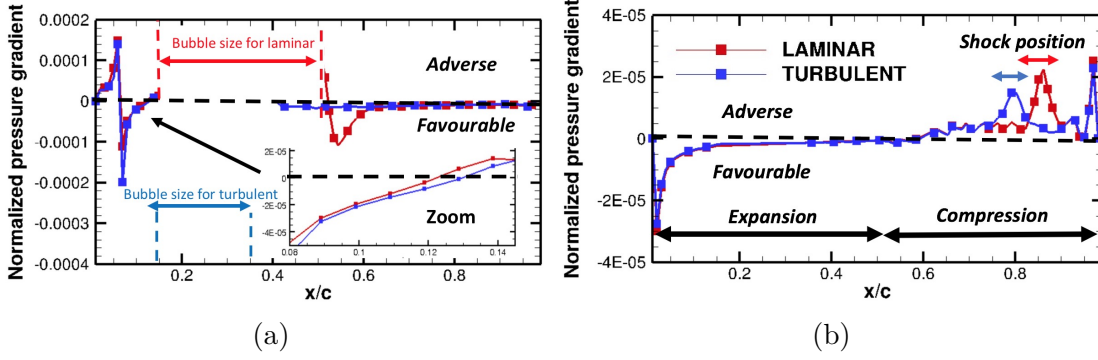 Normalized pressure gradient
0.0002
0.0001
0
-0.0001
-0.0002
-0.0003
-0.0004
Bubble size for laminar
Adverse
Favourable
Bubble size for turbulent
2E-05
0
-2E-05
-4E-05
Zoom
0.08
0.1
0.12
0.14
0.2
0.4
0.6
0.8
x/c
(a)
Normalized pressure gradient
4E-05
2E-05
0
-2E-05
-4E-05
LAMINAR
TURBULENT
Shock position
Adverse
Favourable
Expansion
Compression
0.2
0.4
0.6
0.8
x/c
(b)